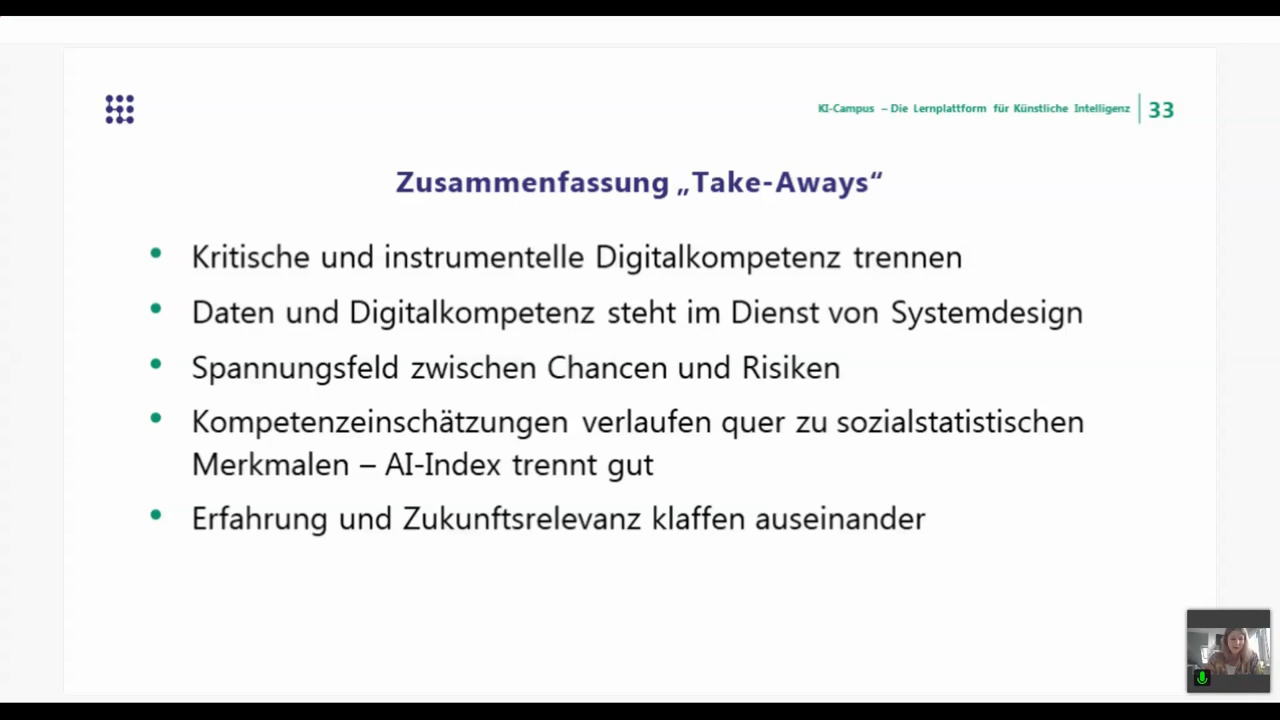 KI-Campus – Die Lernplattform für Künstliche Intelligenz
33
Zusammenfassung „Take-Aways“
• Kritische und instrumentelle Digitalkompetenz trennen
• Daten und Digitalkompetenz steht im Dienst von Systemdesign
• Spannungsfeld zwischen Chancen und Risiken
• Kompetenzeinschätzungen verlaufen quer zu sozialstatistischen
Merkmalen – AI-Index trennt gut
• Erfahrung und Zukunftsrelevanz klaffen auseinander